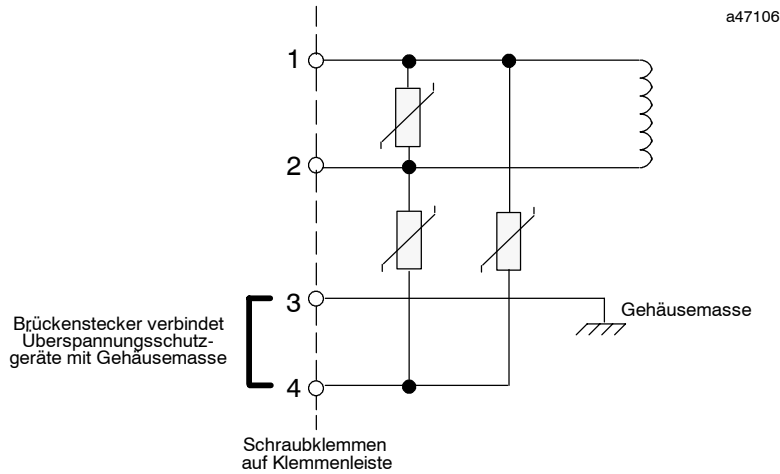 a47106
1
2
3
Gehäusemasse
Brückenstecker verbindet
Überspannungsschutz-
geräte mit Gehäusemasse
4
Schraubklemmen
auf Klemmenleiste